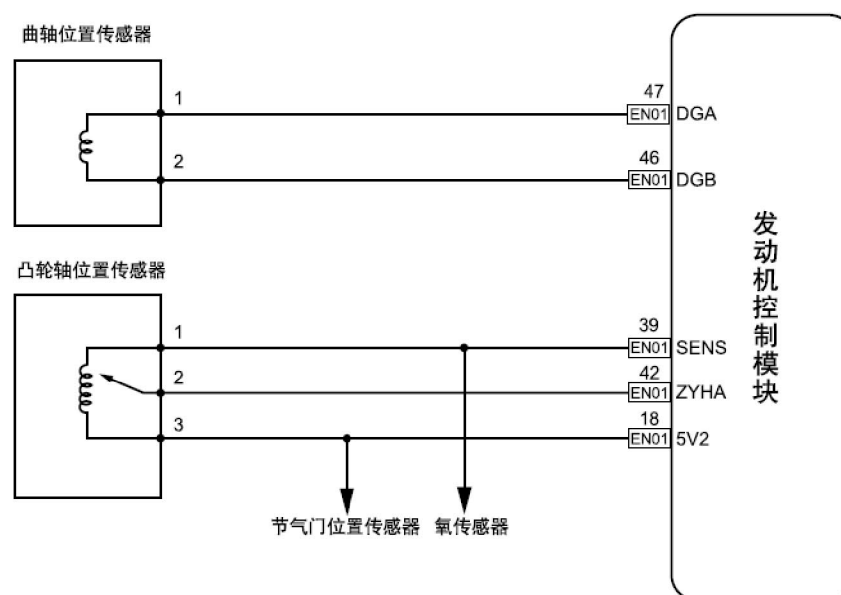 曲轴位置传感器
1
47
EN01 DGA
2
46
EN01 DGB
凸轮轴位置传感器
1
39
EN01 SENS
2
42
EN01 ZYHA
3
18
EN01 5V2
节气门位置传感器 氧传感器
发动机控制模块